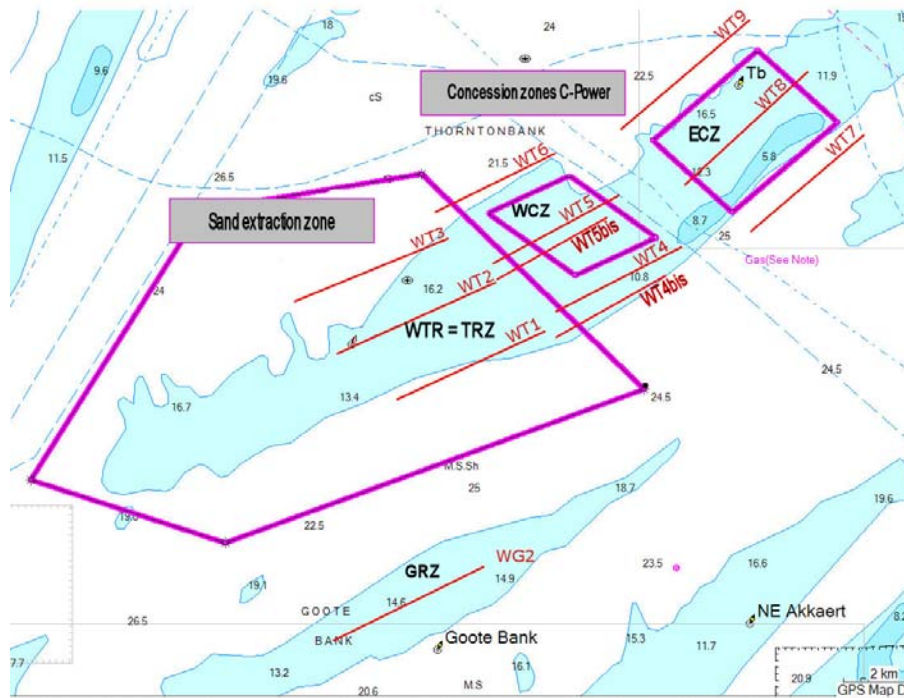 24
18
WT9
9.6
19.6
22.5
Tb
11.9
cS
Concession zones C-Power
16.5
WT8
ECZ
THORNTONBANK
WT7
11.5
WT6
21.5
5.8
26.5
12.3
WCZ
WT5
Sand extraction zone
WT3
8.7
25
WT5bis
WT4
Gas(See Note)
WT2
10.8
24
16.2
WT4bis
WTR = TRZ
WT1
24.5
13.4
24.5
16.7
M.S.Sh
25
18.7
19.6
19.0
22.5
WG2
23.5
16.6
GRZ
14.9
19.1
14.6
GOOTE
NE Akkaert
8.2
26.5
BANK
Goote Bank
15.3
11.7
7.7
16.1
13.2
M.S
20.9
2 km
20.6
GPS Map D